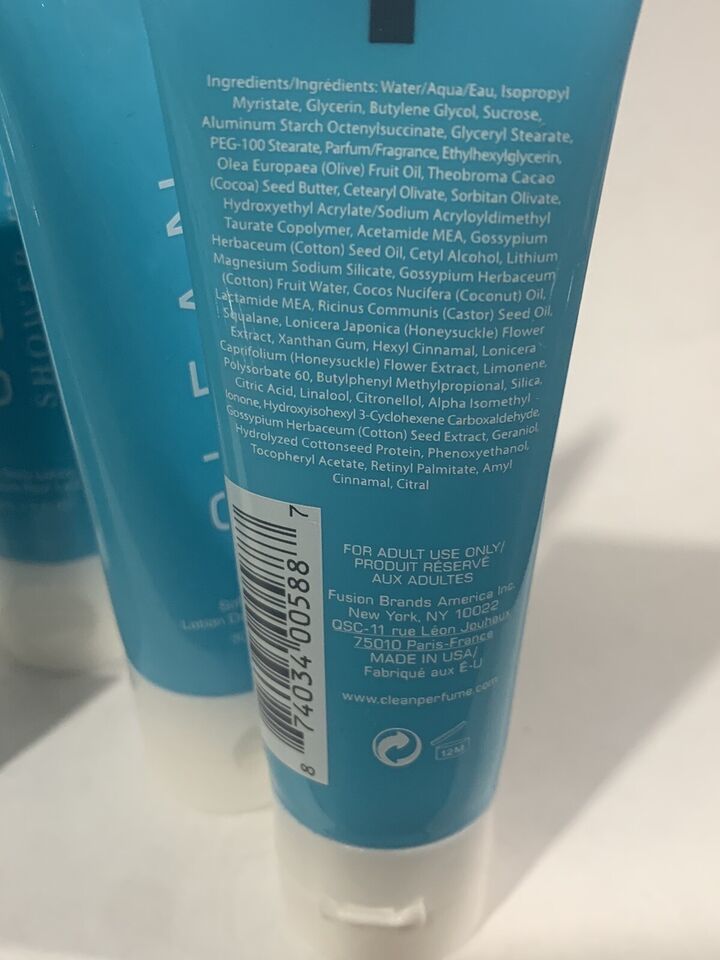 Ingredients/Ingrédients: Water/Aqua/Eau, Isopropyl
Myristate, Glycerin, Butylene Glycol, Sucrose,
Aluminum Starch Octenylsuccinate, Glyceryl Stearate,
PEG-100 Stearate, Parfum/Fragrance, Ethylhexylglycerin,
Olea Europaea (Olive) Fruit Oil, Theobroma Cacao
(Cocoa) Seed Butter, Cetearyl Olivate, Sorbitan Olivate,
Hydroxyethyl Acrylate/Sodium Acryloyldimethyl
Taurate Copolymer, Acetamide MEA, Gossypium
Herbaceum (Cotton) Seed Oil, Cetyl Alcohol, Lithium
Magnesium Sodium Silicate, Gossypium Herbaceum
(Cotton) Fruit Water, Cocos Nucifera (Coconut) Oil,
Lactamide MEA, Ricinus Communis (Castor) Seed Oil,
Squalane, Lonicera Japonica (Honeysuckle) Flower
Extract, Xanthan Gum, Hexyl Cinnamal, Lonicera
Caprifolium (Honeysuckle) Flower Extract, Limonene,
Polysorbate 60, Butylphenyl Methylpropional, Silica,
Citric Acid, Linalool, Citronellol, Alpha Isomethyl -
Ionone, Hydroxyisohexyl 3-Cyclohexene Carboxaldehyde,
Gossypium Herbaceum (Cotton) Seed Extract, Geraniol,
Hydrolyzed Cottonseed Protein, Phenoxyethanol,
Tocopheryl Acetate, Retinyl Palmitate, Amyl
Cinnamal, Citral
8 74034 00588 7
FOR ADULT USE ONLY/
PRODUIT RÉSERVÉ
AUX ADULTES
Fusion Brands America Inc.
New York, NY 10022
QSC-11 rue Léon Jouhaux
75010 Paris-France
MADE IN USA/
Fabriqué aux É-U
www.cleanperfume.com
12M
CLEAN
Lotion
SHOWER